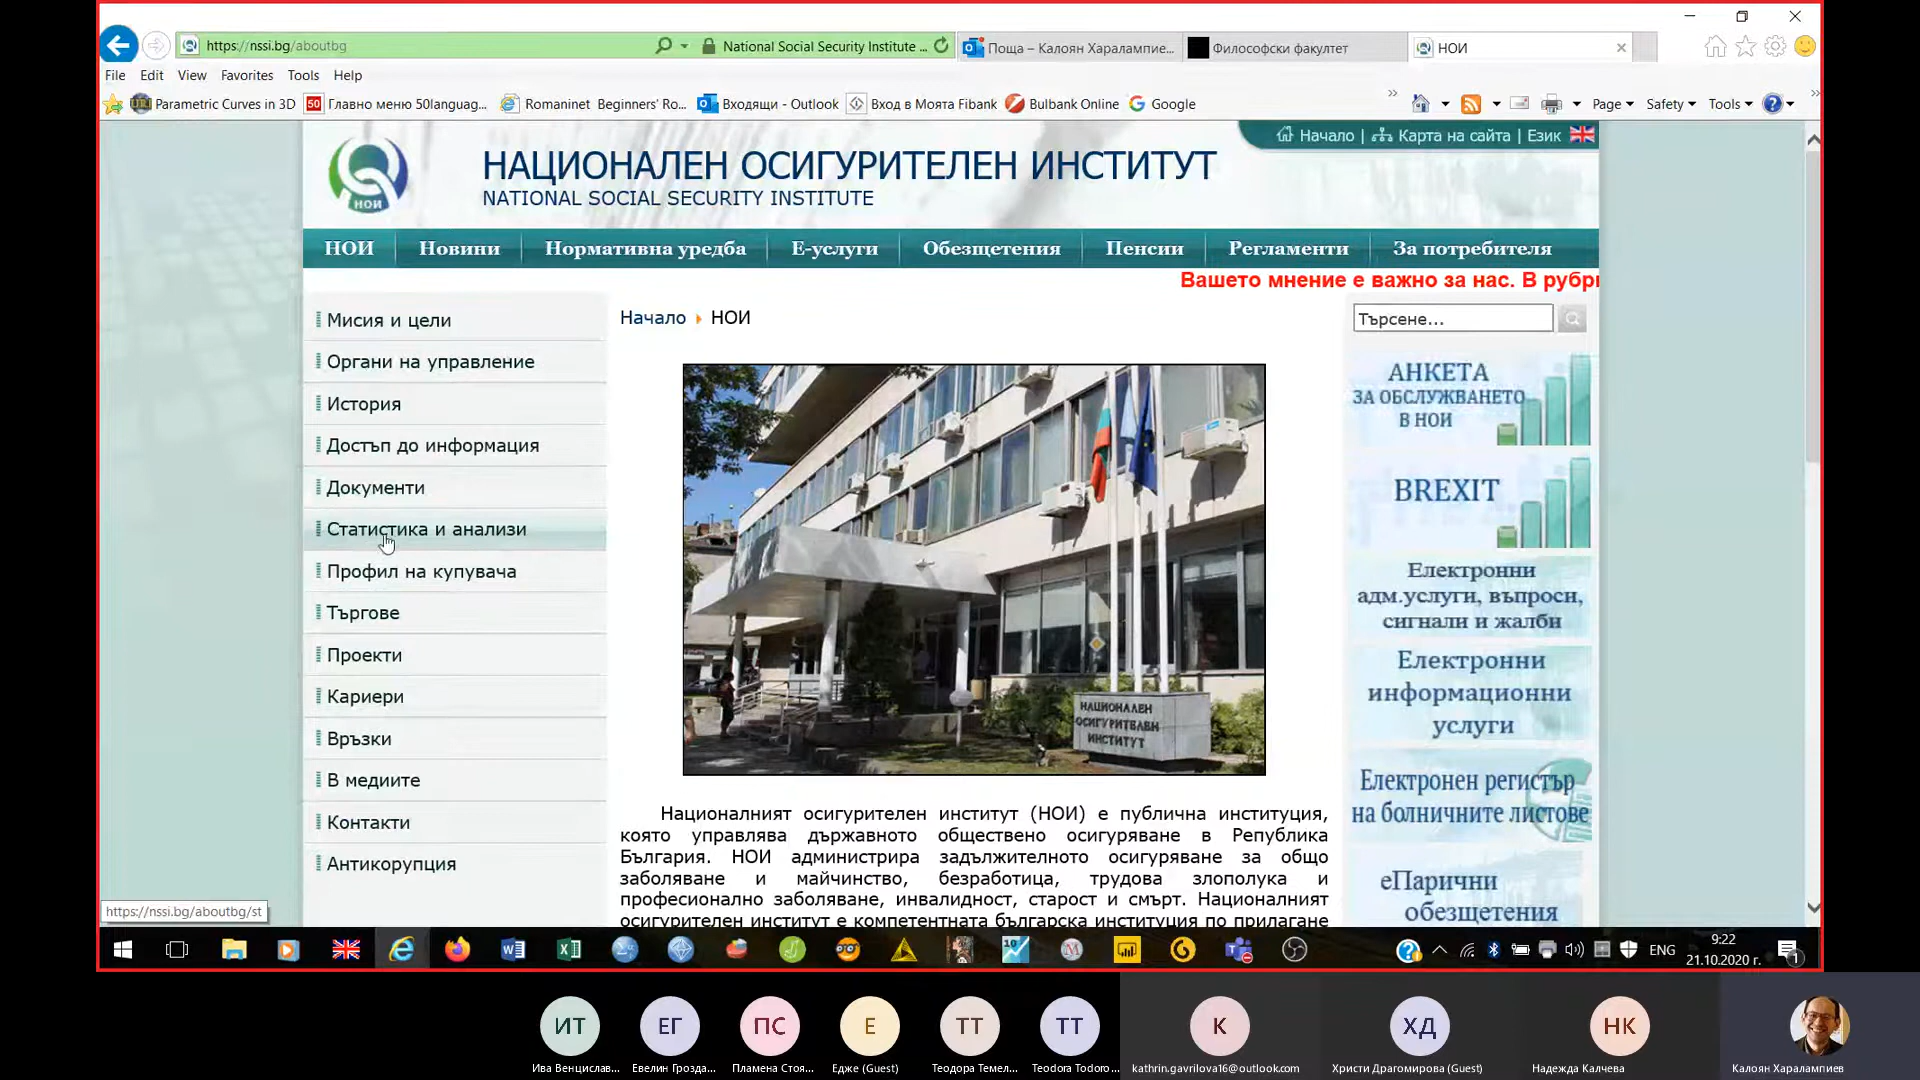 https://nssi.bg/aboutbg
National Social Security Institute ...
Поща – Калоян Харалампие...
Философски факултет
НОИ
File Edit View Favorites Tools Help
Parametric Curves in 3D
50
Главно меню 50languag...
Romaninet Beginners' Ro...
Входящи - Outlook
Вход в Моята Fibank
Bulbank Online
Google
Page
Safety
Tools
Начало | Карта на сайта | Език
НОИ
НАЦИОНАЛЕН ОСИГУРИТЕЛЕН ИНСТИТУТ
NATIONAL SOCIAL SECURITY INSTITUTE
НОИ
Новини
Нормативна уредба
Е-услуги
Обезщетения
Пенсии
Регламенти
За потребителя
Вашето мнение е важно за нас. В рубри
Мисия и цели
Органи на управление
История
Достъп до информация
Документи
Статистика и анализи
Профил на купувача
Търгове
Проекти
Кариери
Връзки
В медиите
Контакти
Антикорупция
https://nssi.bg/aboutbg/st
Начало
НОИ
НАЦИОНАЛЕН
ОСИГУРИТЕЛЕН
ИНСТИТУТ
Националният осигурителен институт (НОИ) е публична институция,
която управлява държавното обществено осигуряване в Република
България. НОИ администрира задължителното осигуряване за общо
заболяване и майчинство, безработица, трудова злополука и
професионално заболяване, инвалидност, старост и смърт. Националният
осигурителен институт е компетентната българска институция по прилагане
Търсене...
АНКЕТА
ЗА ОБСЛУЖВАНЕТО
В НОИ
BREXIT
Електронни
адм.услуги, въпроси,
сигнали и жалби
Електронни
информационни
услуги
Електронен регистър
на болничните листове
еПарични
обезщетения
ENG
9:22
21.10.2020 г.
1
ИТ
ЕГ
ПС
Е
ТТ
ТТ
К
ХД
НК
Ива Венцислав...
Евелин Грозда...
Пламена Стоя...
Едже (Guest)
Теодора Темел...
Teodora Todoro...
kathrin.gavrilova16@outlook.com
Христи Драгомирова (Guest)
Надежда Калчева
Калоян Харалампиев